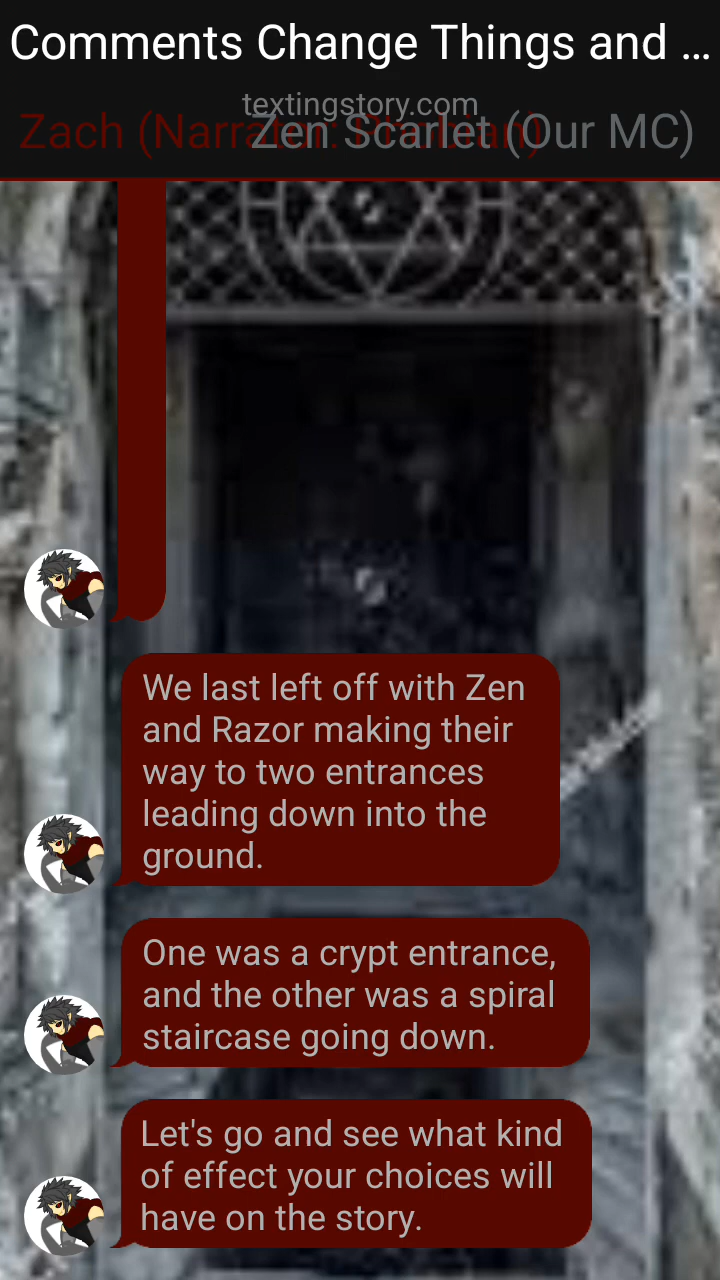 Comments Change Things and ...
textingstory.com
Zach (Narra
Zen Scarlet (Our MC)
We last left off with Zen
and Razor making their
way to two entrances
leading down into the
ground.
One was a crypt entrance,
and the other was a spiral
staircase going down.
Let's go and see what kind
of effect your choices will
have on the story.